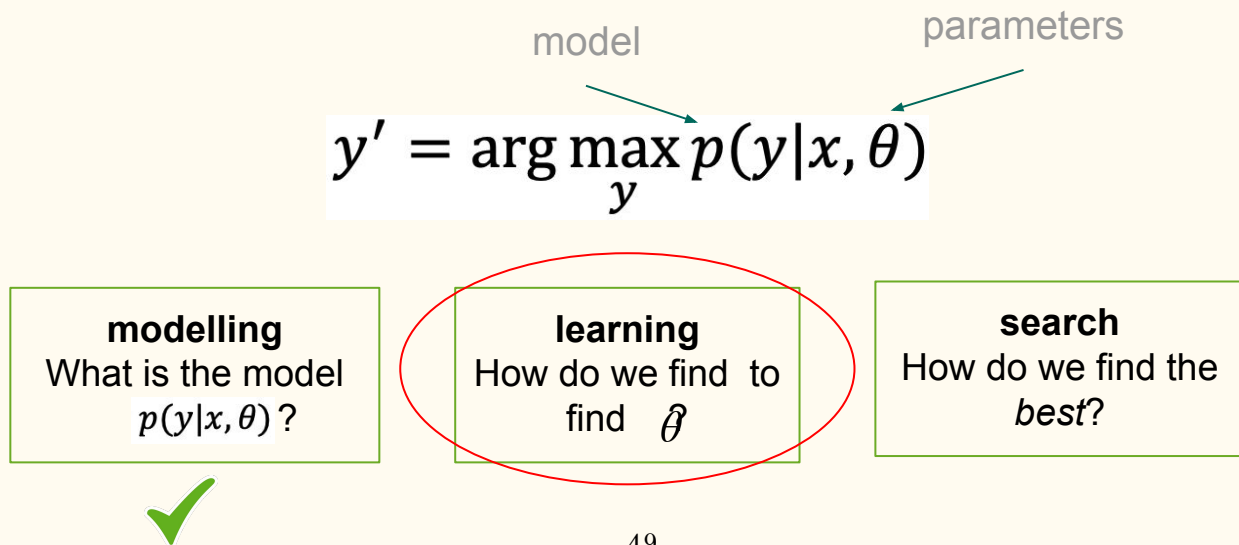 model
parameters
y′ = arg max p(y|x, θ)
y
modelling
What is the model
p(y|x, θ) ?
learning
How do we find to
find θ?
search
How do we find the
best?
49